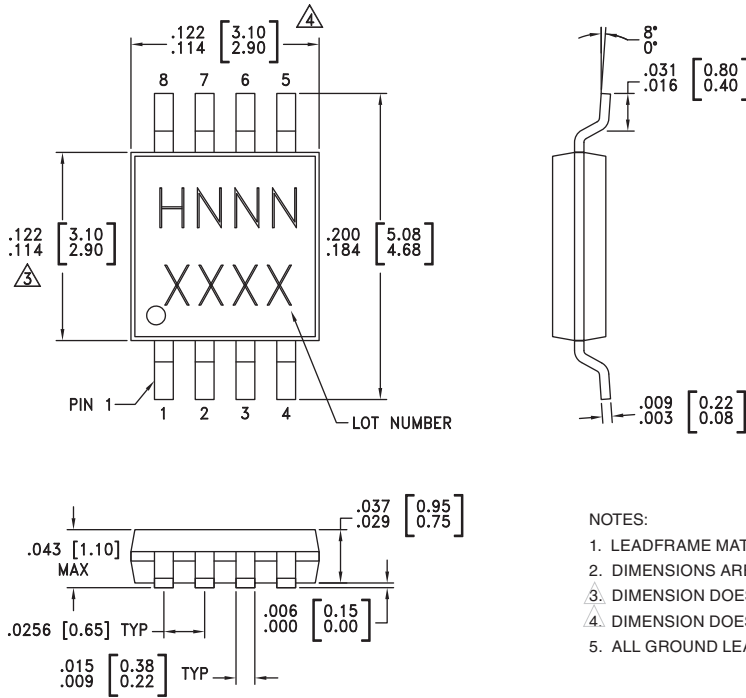 .122 [3.10]
.114 [2.90]
4
8 7 6 5
8°
0°
.031 [0.80]
.016 [0.40]
.122 [3.10]
.114 [2.90]
3
HNNN
XXXX
.200 [5.08]
.184 [4.68]
PIN 1
1 2 3 4
LOT NUMBER
.009 [0.22]
.003 [0.08]
.037 [0.95]
.029 [0.75]
.043 [1.10]
MAX
.006 [0.15]
.000 [0.00]
.0256 [0.65] TYP
.015 [0.38]
.009 [0.22] TYP
NOTES:
1. LEADFRAME MAT
2. DIMENSIONS ARE
3. DIMENSION DOES
4. DIMENSION DOES
5. ALL GROUND LEA